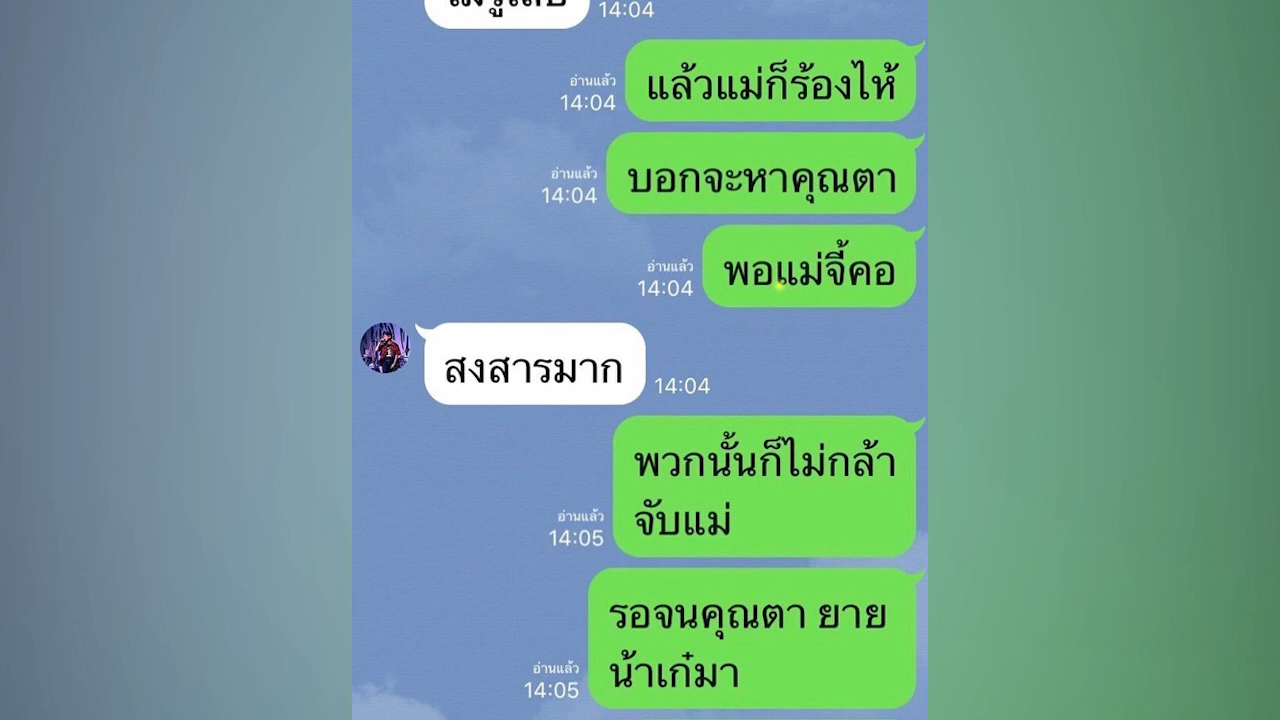 14:04
แล้วแม่ก็ร้องไห้
อ่านแล้ว
14:04
บอกจะหาคุณตา
อ่านแล้ว
14:04
พอแม่จี้คอ
อ่านแล้ว
14:04
สงสารมาก
14:04
พวกนั้นก็ไม่กล้า
จับแม่
อ่านแล้ว
14:05
รอจนคุณตา ยาย
น้าเก๋มา
อ่านแล้ว
14:05